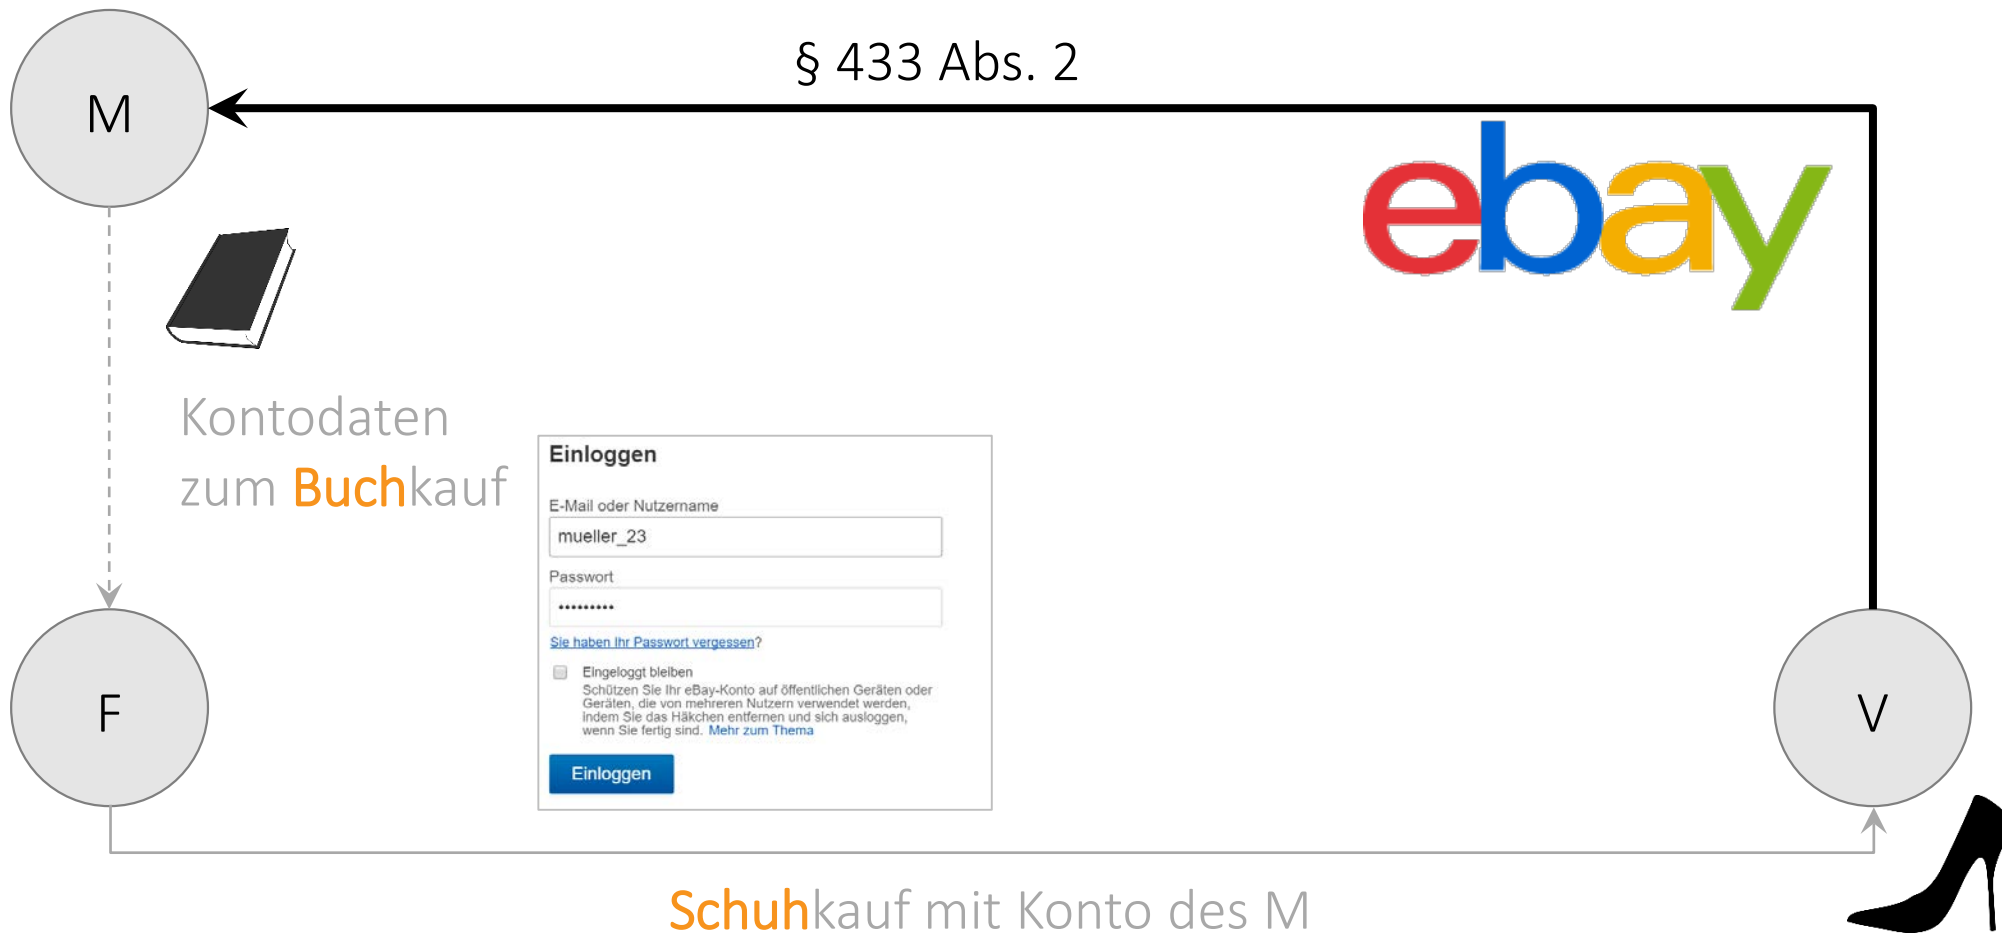 § 433 Abs. 2
M
ebay
Kontodaten
zum Buchkauf
Einloggen
E-Mail oder Nutzername
mueller_23
Passwort
•••••••••
Sie haben Ihr Passwort vergessen?
Eingeloggt bleiben
Schützen Sie Ihr eBay-Konto auf öffentlichen Geräten oder
Geräten, die von mehreren Nutzern verwendet werden,
indem Sie das Häkchen entfernen und sich ausloggen,
wenn Sie fertig sind. Mehr zum Thema
Einloggen
F
V
Schuhkauf mit Konto des M